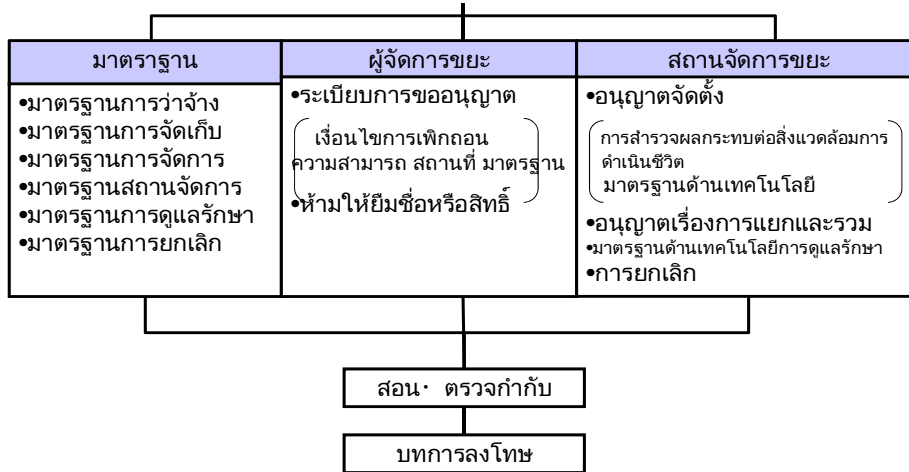 มาตราฐาน
•มาตรฐานการว่าจ้าง
•มาตรฐานการจัดเก็บ
•มาตรฐานการจัดการ
•มาตรฐานสถานจัดการ
•มาตรฐานการดูแลรักษา
•มาตรฐานการยกเลิก
ผู้จัดการขยะ
•ระเบียบการขออนุญาต
เงื่อนไขการเพิกถอน
ความสามารถ สถานที่ มาตรฐาน
•ห้ามให้ยืมชื่อหรือสิทธิ์
สถานจัดการขยะ
•อนุญาตจัดตั้ง
การสำรวจผลกระทบต่อสิ่งแวดล้อมการ
ดำเนินชีวิต
มาตรฐานด้านเทคโนโลยี
•อนุญาตเรื่องการแยกและรวม
•มาตรฐานด้านเทคโนโลยีการดูแลรักษา
•การยกเลิก
สอน· ตรวจกำกับ
บทการลงโทษ